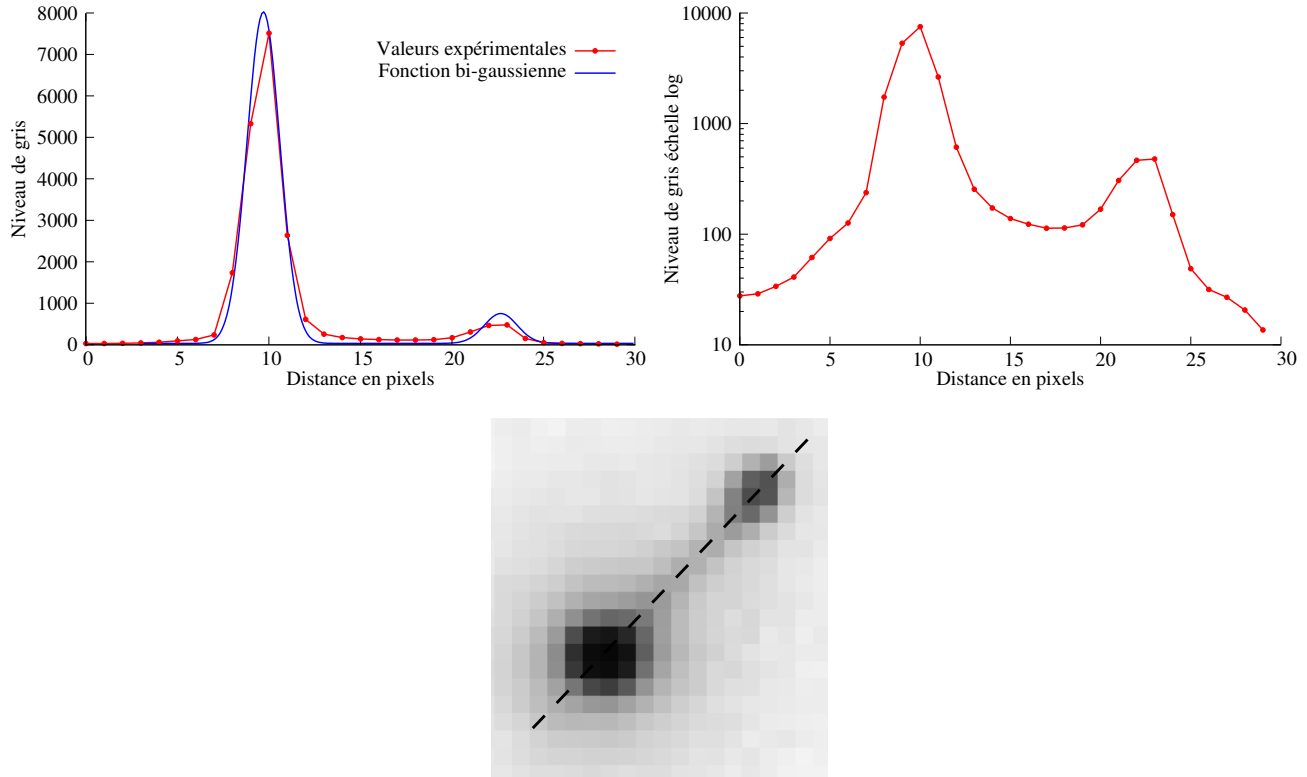 8000
7000
6000
5000
4000
3000
2000
1000
0
Niveau de gris
Valeurs expérimentales
Fonction bi-gaussienne
0 5 10 15 20 25 30
Distance en pixels
10000
1000
100
10
Niveau de gris échelle log
0 5 10 15 20 25 30
Distance en pixels